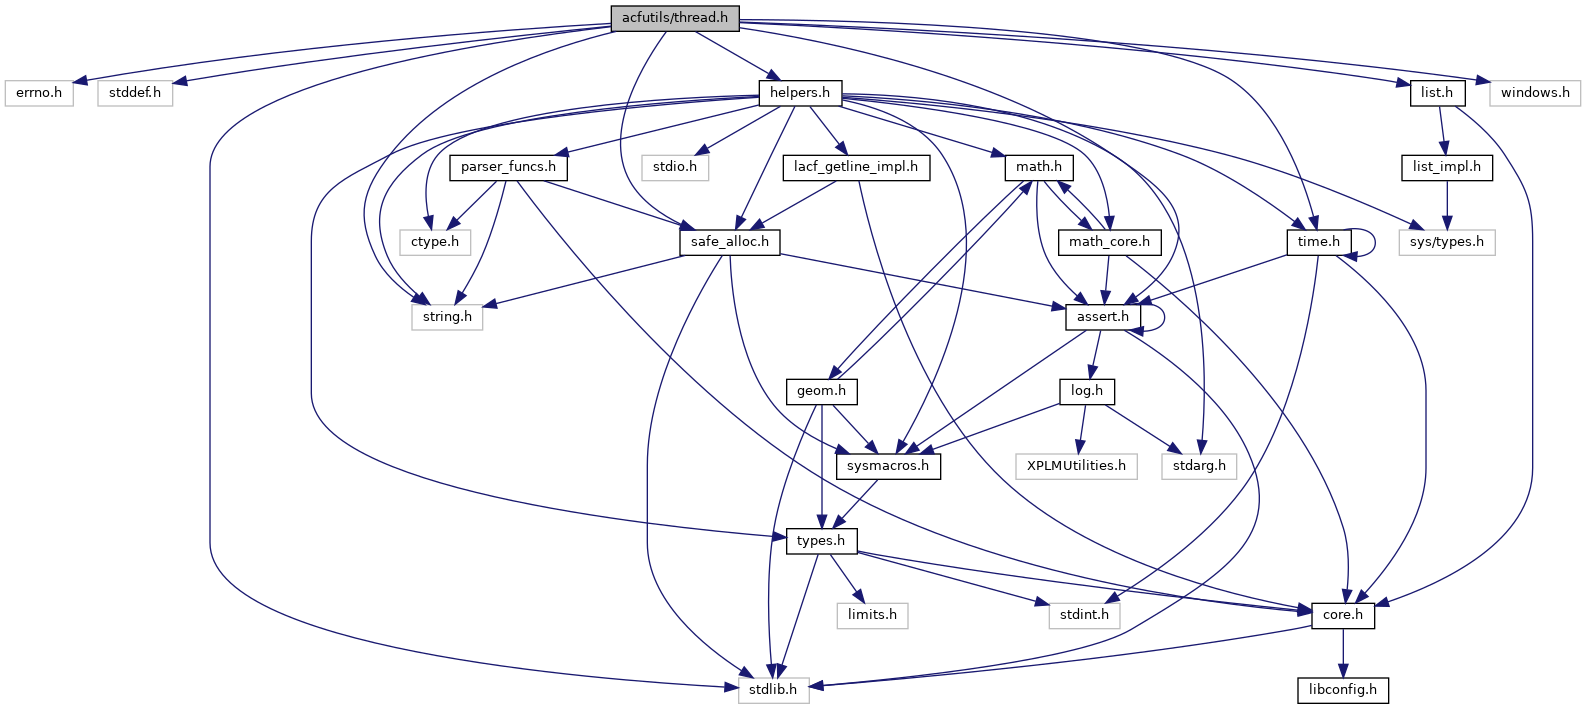 acfutils/thread.h
errno.h
stddef.h
helpers.h
list.h
windows.h
parser_funcs.h
stdio.h
lacf_getline_impl.h
math.h
list_impl.h
ctype.h
safe_alloc.h
math_core.h
time.h
sys/types.h
string.h
assert.h
geom.h
log.h
sysmacros.h
XPLMUtilities.h
stdarg.h
types.h
limits.h
stdint.h
core.h
stdlib.h
libconfig.h